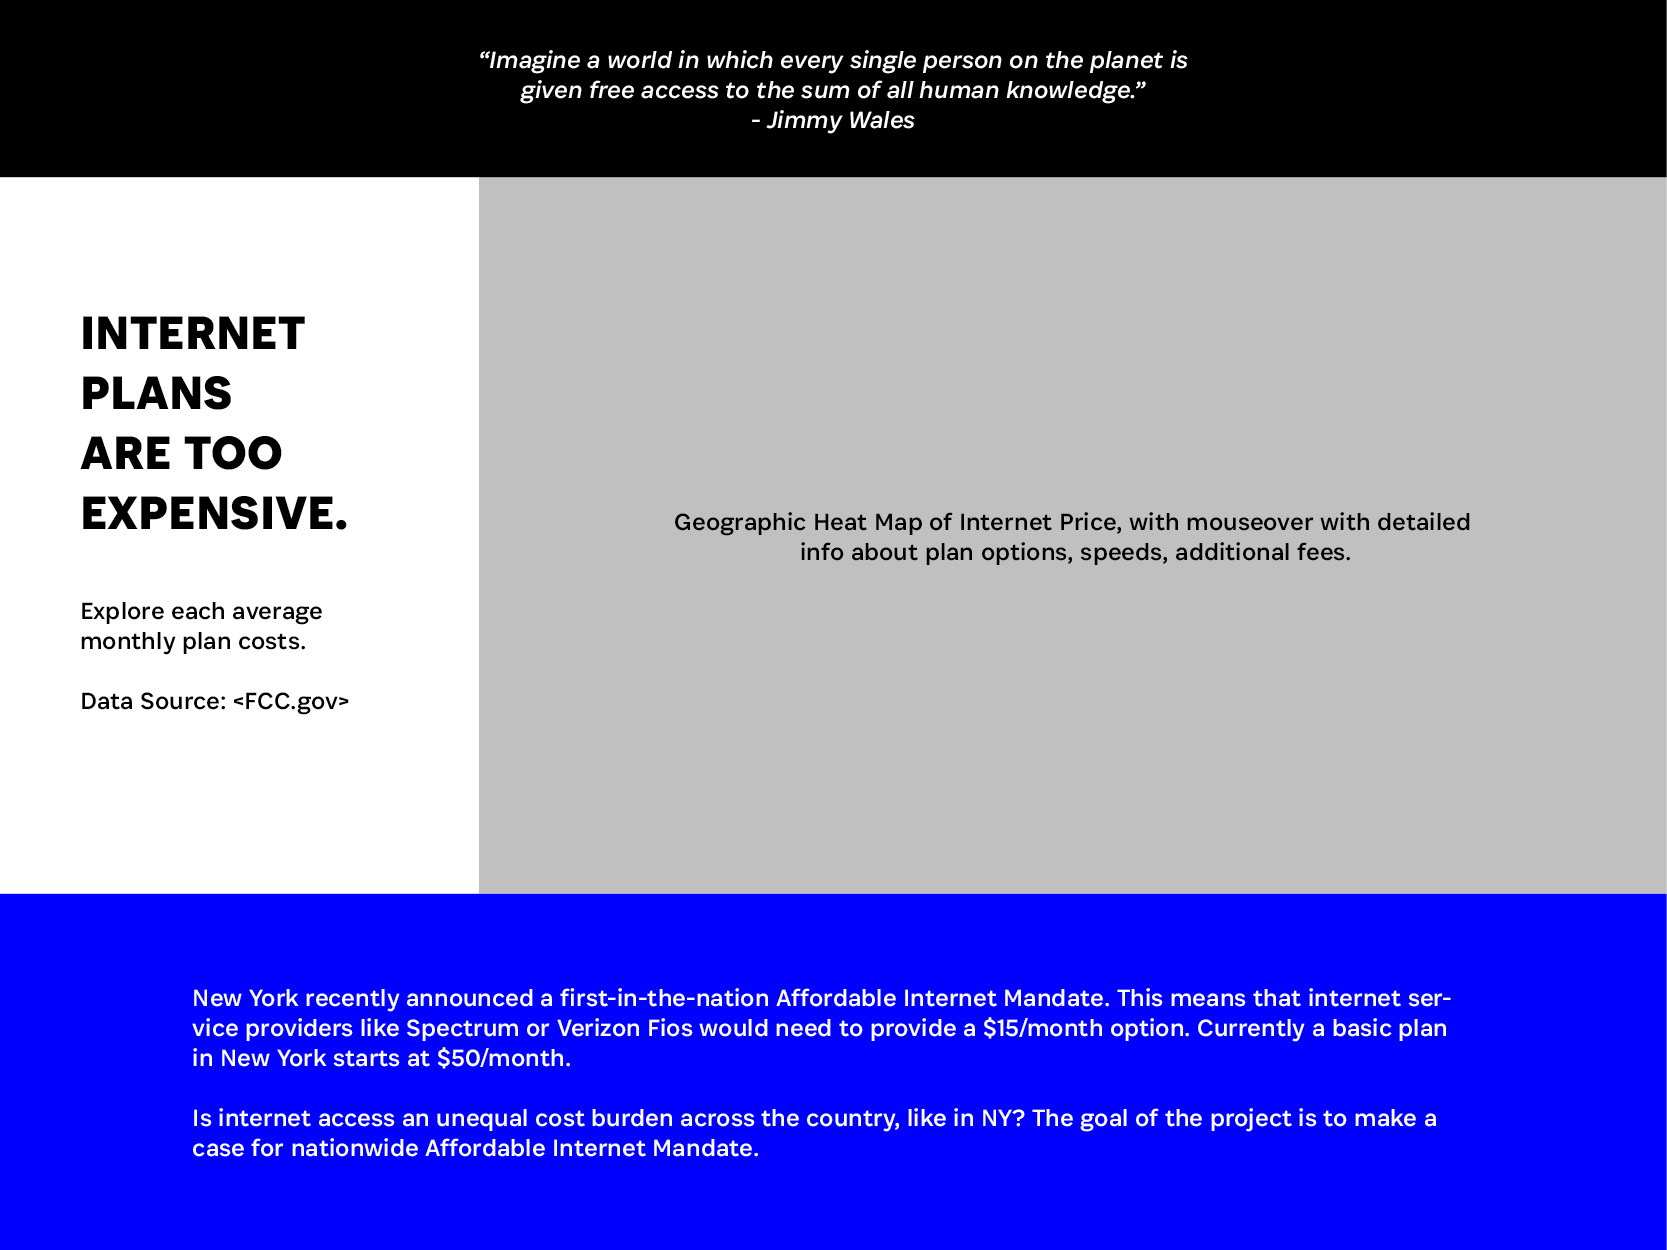 “Imagine a world in which every single person on the planet is
given free access to the sum of all human knowledge.”
- Jimmy Wales
INTERNET
PLANS
ARE TOO
EXPENSIVE.
Explore each average
monthly plan costs.
Data Source: <FCC.gov>
Geographic Heat Map of Internet Price, with mouseover with detailed
info about plan options, speeds, additional fees.
New York recently announced a first-in-the-nation Affordable Internet Mandate. This means that internet ser-
vice providers like Spectrum or Verizon Fios would need to provide a $15/month option. Currently a basic plan
in New York starts at $50/month.
Is internet access an unequal cost burden across the country, like in NY? The goal of the project is to make a
case for nationwide Affordable Internet Mandate.